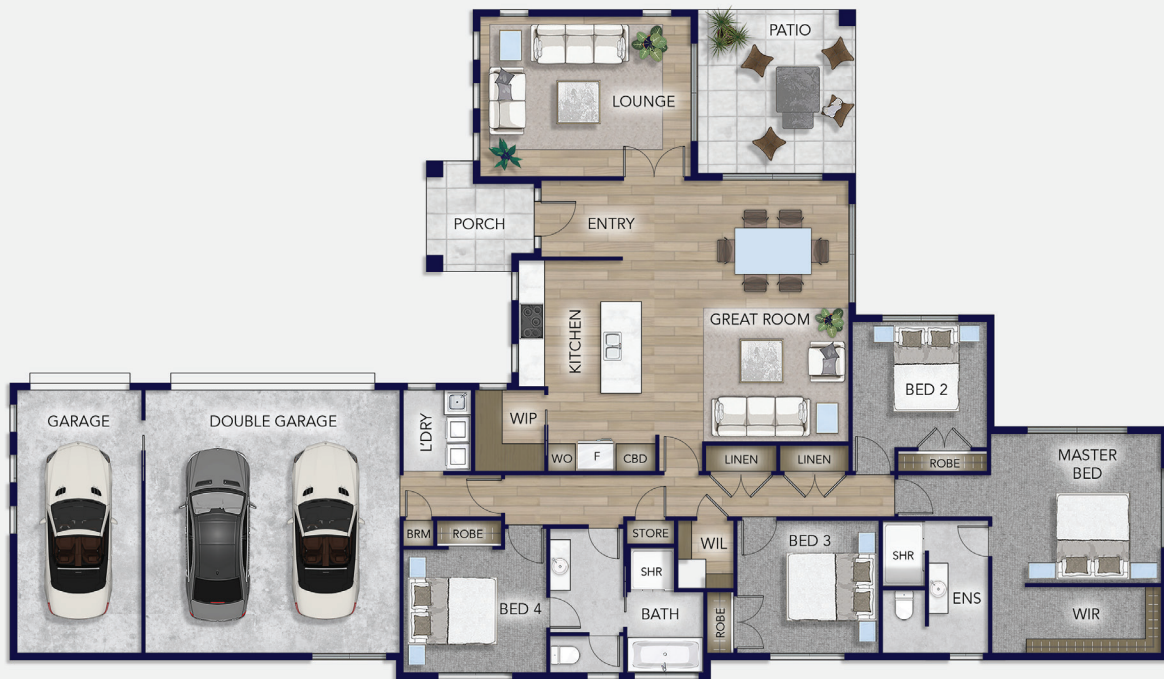 PATIO
LOUNGE
PORCH
ENTRY
KITCHEN
GREAT ROOM
BED 2
GARAGE
DOUBLE GARAGE
L'DRY
WIP
WO
F
CBD
LINEN
LINEN
ROBE
MASTER
BED
BRM
ROBE
STORE
WIL
BED 3
SHR
SHR
BED 4
BATH
ROBE
ENS
WIR